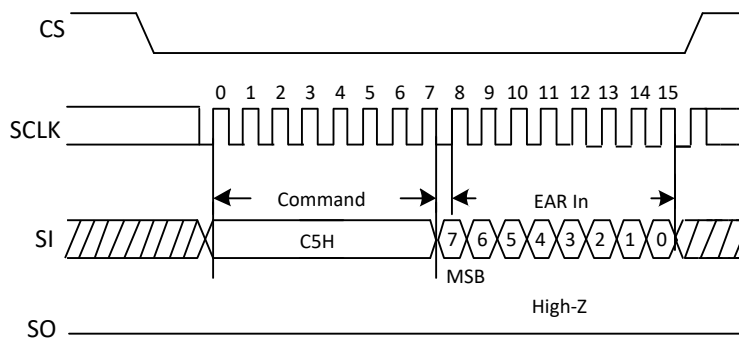 CS
0 1 2 3 4 5 6 7 8 9 10 11 12 13 14 15
SCLK
Command EAR In
SI C5H 7 6 5 4 3 2 1 0
MSB
High-Z
SO